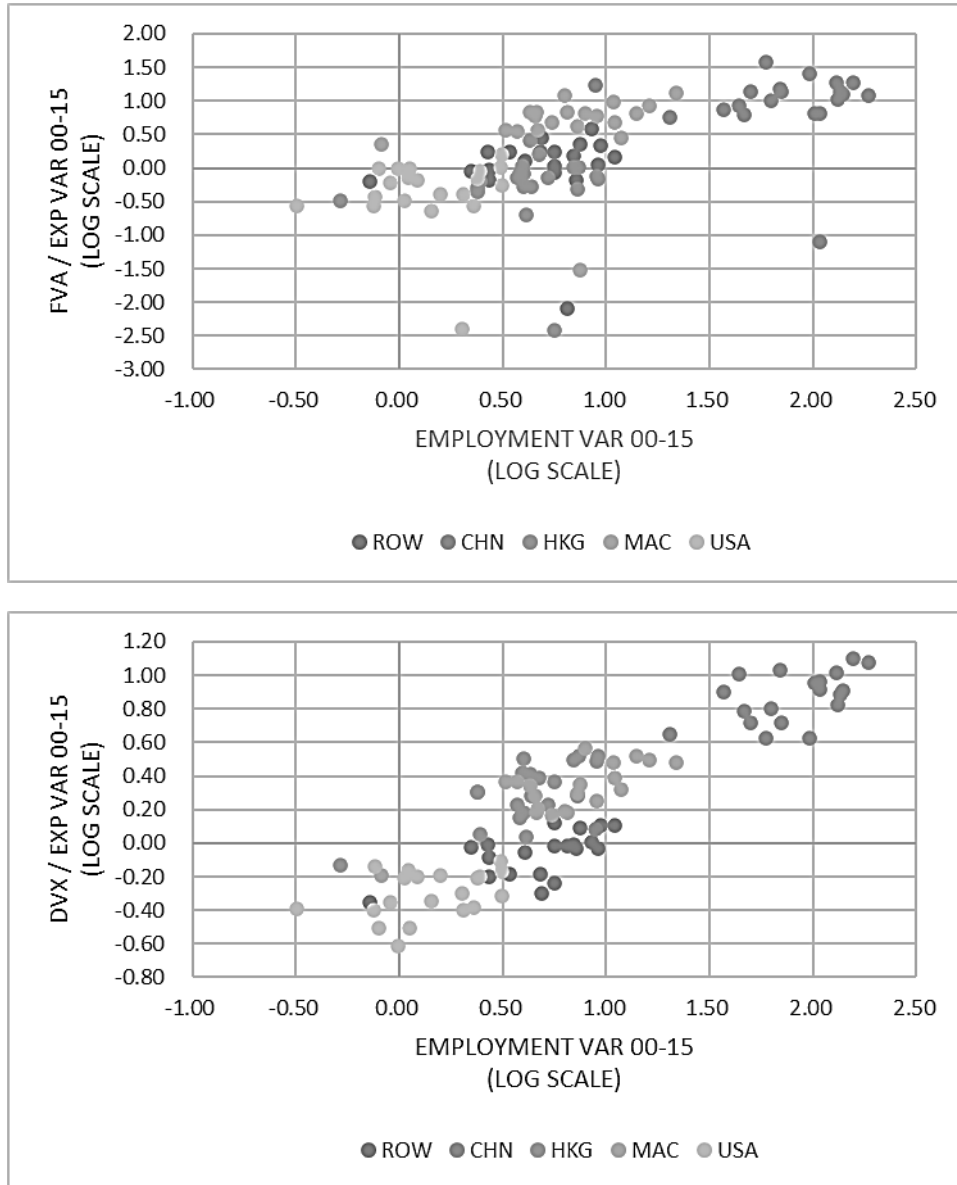 2.00
1.50
1.00
0.50
0.00
-0.50
-1.00
-1.50
-2.00
-2.50
-3.00
FVA / EXP VAR 00-15
(LOG SCALE)
-1.00 -0.50 0.00 0.50 1.00 1.50 2.00 2.50
EMPLOYMENT VAR 00-15
(LOG SCALE)
ROW CHN HKG MAC USA
1.20
1.00
0.80
0.60
0.40
0.20
0.00
-0.20
-0.40
-0.60
-0.80
DVX / EXP VAR 00-15
(LOG SCALE)
-1.00 -0.50 0.00 0.50 1.00 1.50 2.00 2.50
EMPLOYMENT VAR 00-15
(LOG SCALE)
ROW CHN HKG MAC USA